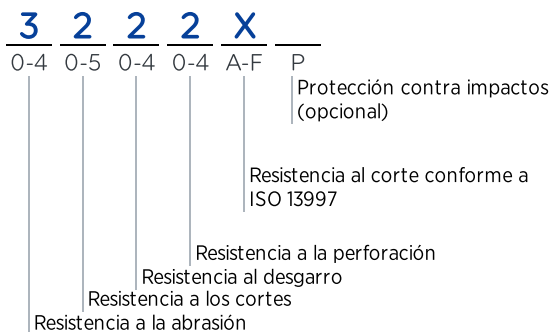 3 2 2 2 X
0-4 0-5 0-4 0-4 A-F P
Protección contra impactos
(opcional)
Resistencia al corte conforme a
ISO 13997
Resistencia a la perforación
Resistencia al desgarro
Resistencia a los cortes
Resistencia a la abrasión